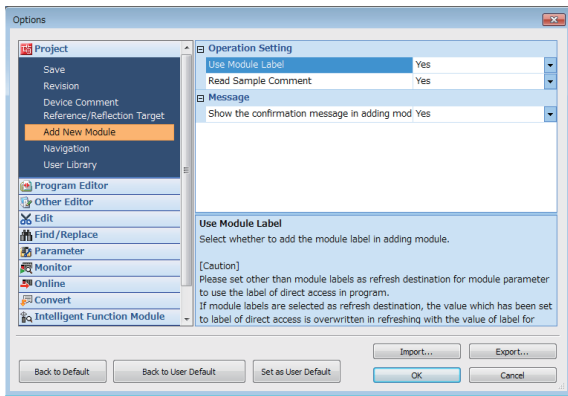 Options
Project
Save
Revision
Device Comment
Reference/Reflection Target
Add New Module
Navigation
User Library
Program Editor
Other Editor
Edit
Find/Replace
Parameter
Monitor
Online
Convert
Intelligent Function Module
Operation Setting
Use Module Label Yes
Read Sample Comment Yes
Message
Show the confirmation message in adding mod Yes
Use Module Label
Select whether to add the module label in adding module.
[Caution]
Please set other than module labels as refresh destination for module parameter
to use the label of direct access in program.
If module labels are selected as refresh destination, the value which has been set
to label of direct access is overwritten in refreshing with the value of label for
Import... Export...
Back to Default Back to User Default Set as User Default OK Cancel